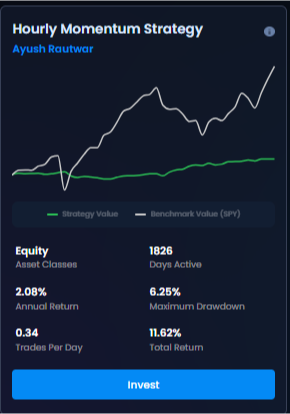 Hourly Momentum Strategy
Ayush Rautwar
Strategy Value Benchmark Value (SPY)
Equity 1826
Asset Classes Days Active
2.08% 6.25%
Annual Return Maximum Drawdown
0.34 11.62%
Trades Per Day Total Return
Invest